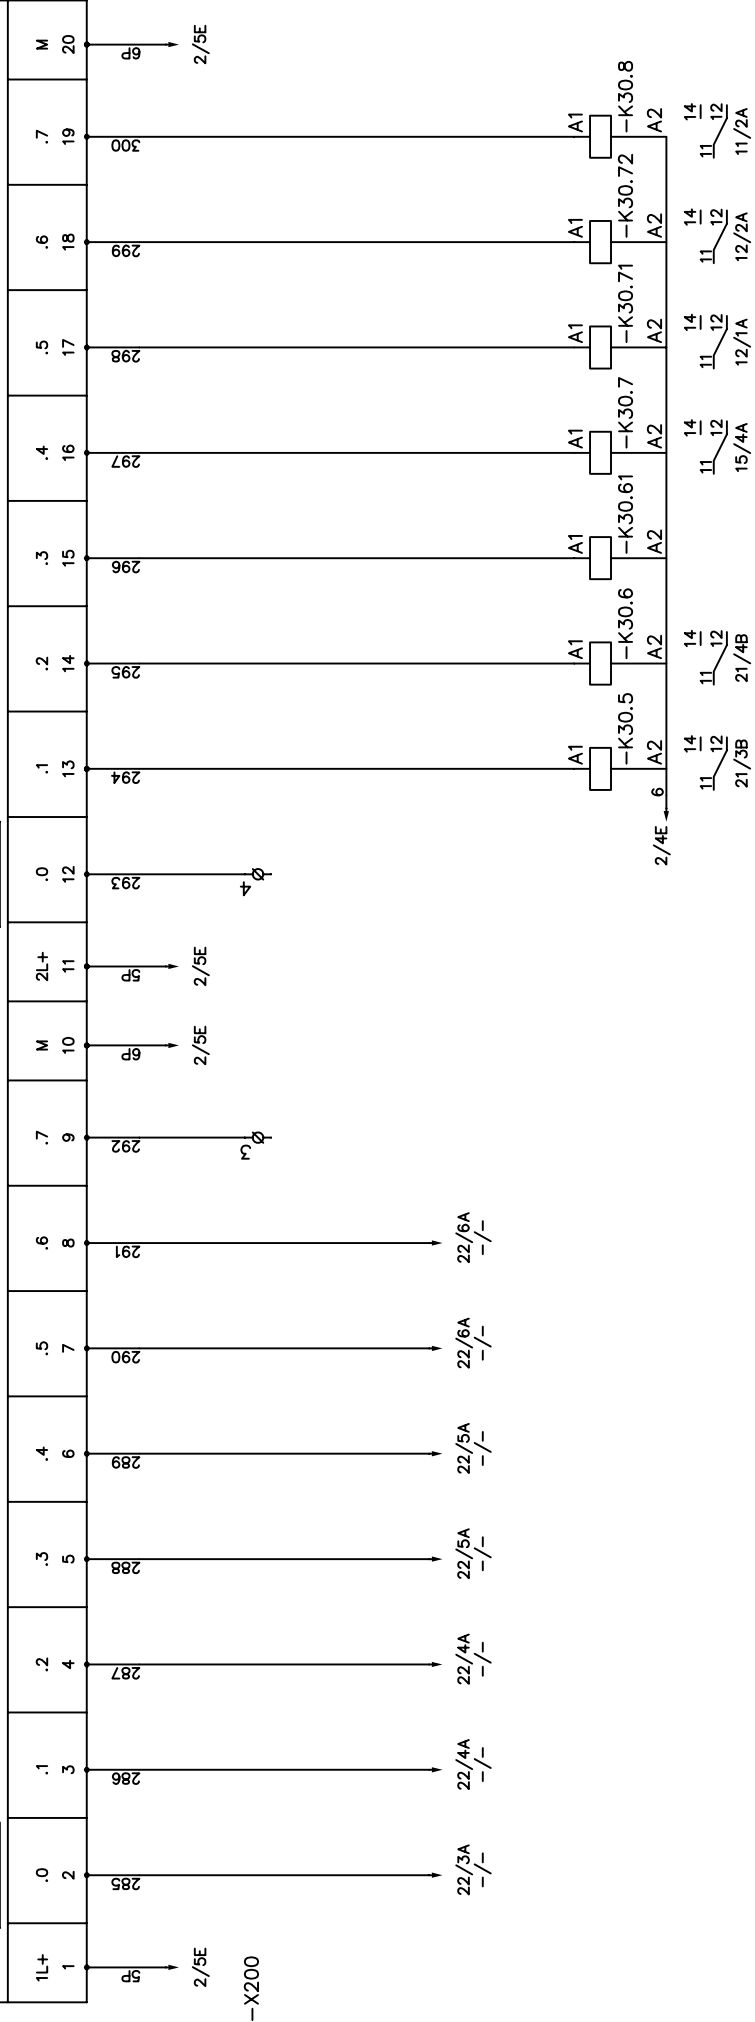 1L+ .0 .1 .2 .3 .4 .5 .6 .7 M 2L+ .0 .1 .2 .3 .4 .5 .6 .7 M
1 2 3 4 5 6 7 8 9 10 11 12 13 14 15 16 17 18 19 20
5P 285 286 287 288 289 290 291 292 6P 5P 293 294 295 296 297 298 299 300 6P
2/5E 2/5E 2/5E 2/5E
-X200 3 4
22/3A 22/4A 22/4A 22/5A 22/5A 22/6A 22/6A
-/- -/- -/- -/- -/- -/- -/-
A1 A1 A1 A1 A1 A1 A1
-K30.5 -K30.6 -K30.61 -K30.7 -K30.71 -K30.72 -K30.8
A2 A2 A2 A2 A2 A2 A2
2/4E 6
14 14 14 14 14 14
11 12 11 12 11 12 11 12 11 12 11 12
21/3B 21/4B 15/4A 12/1A 12/2A 11/2A